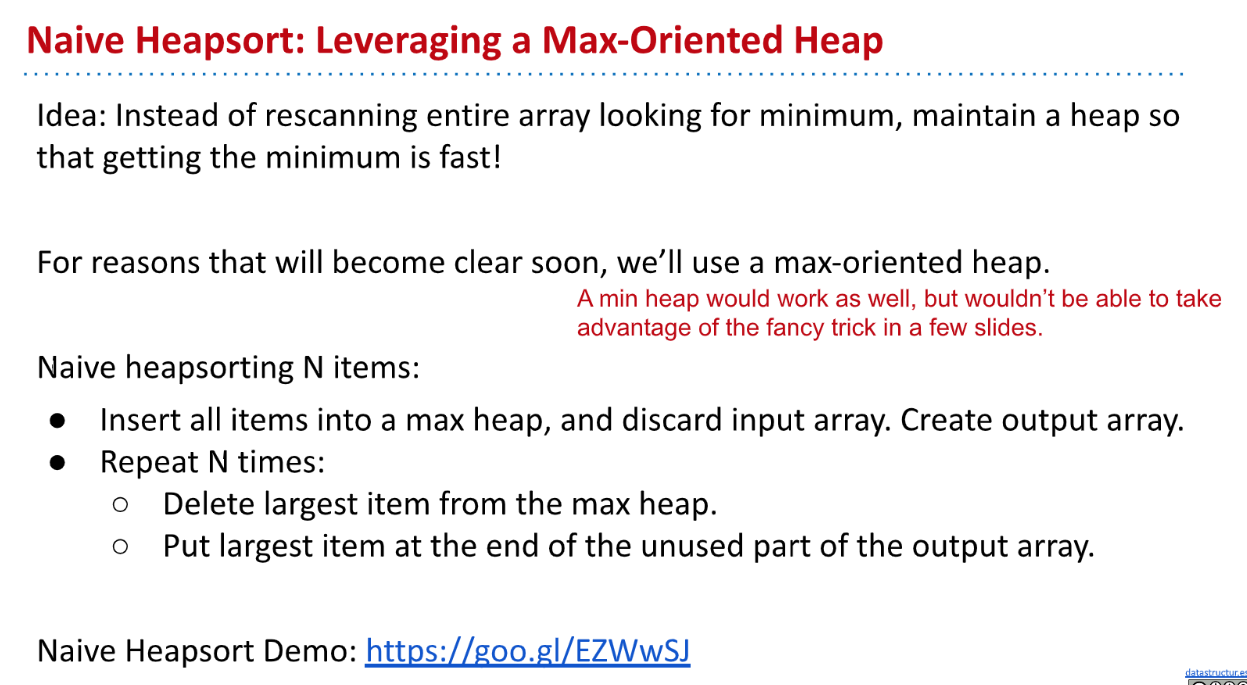 Naive Heapsort: Leveraging a Max-Oriented Heap
Idea: Instead of rescanning entire array looking for minimum, maintain a heap so
that getting the minimum is fast!
For reasons that will become clear soon, we’ll use a max-oriented heap.
A min heap would work as well, but wouldn’t be able to take
advantage of the fancy trick in a few slides.
Naive heapsorting N items:
● Insert all items into a max heap, and discard input array. Create output array.
● Repeat N times:
○ Delete largest item from the max heap.
○ Put largest item at the end of the unused part of the output array.
Naive Heapsort Demo: https://goo.gl/EZWwSJ
datastructur.es